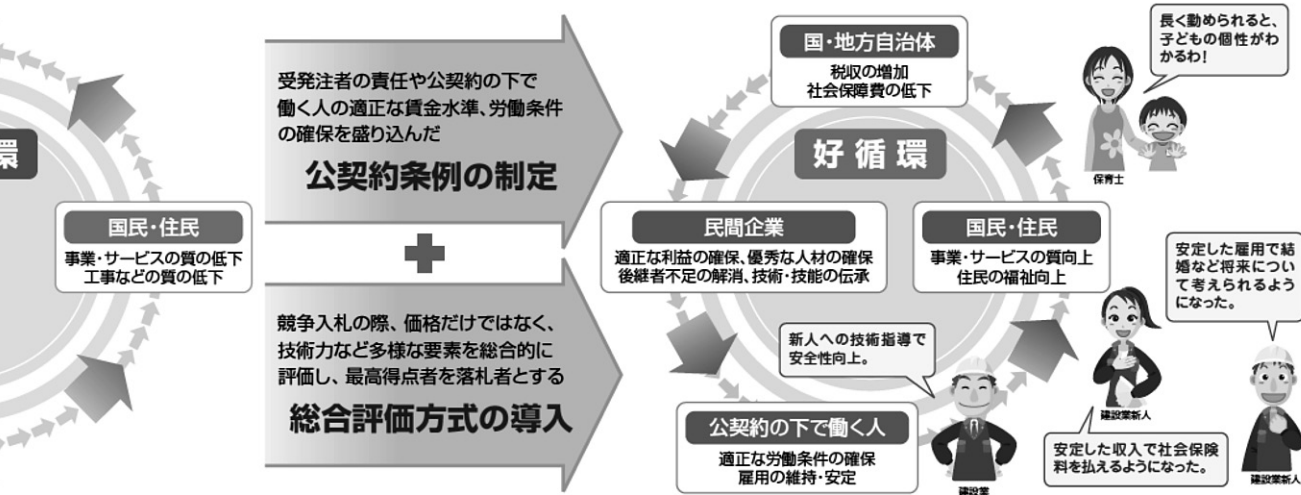 環
国民・住民
事業・サービスの質の低下
工事などの質の低下
受発注者の責任や公契約の下で
働く人の適正な賃金水準、労働条件
の確保を盛り込んだ
公契約条例の制定
+
競争入札の際、価格だけではなく、
技術力など多様な要素を総合的に
評価し、最高得点者を落札者とする
総合評価方式の導入
国・地方自治体
税収の増加
社会保障費の低下
好循環
民間企業
適正な利益の確保、優秀な人材の確保
後継者不足の解消、技術・技能の伝承
国民・住民
事業・サービスの質向上
住民の福祉向上
公契約の下で働く人
適正な労働条件の確保
雇用の維持・安定
長く勤められると、
子どもの個性がわ
かるわ!
保育士
安定した雇用で結
婚など将来につい
て考えられるよう
になった。
建設業新人
新人への技術指導で
安全性向上。
建設業
安定した収入で社会保険
料を払えるようになった。
建設業新人